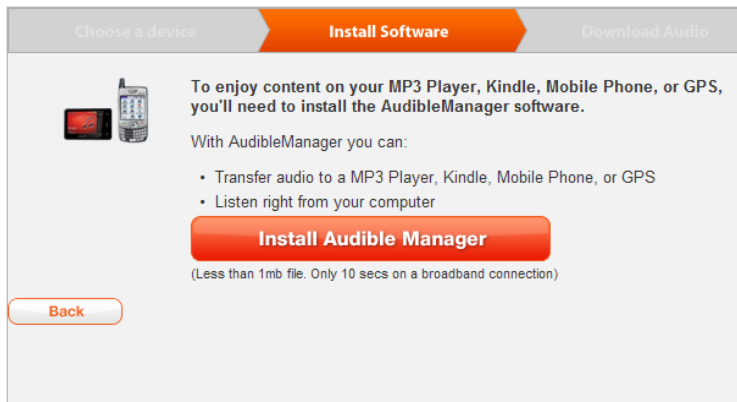 Choose a device
Install Software
Download Audio
To enjoy content on your MP3 Player, Kindle, Mobile Phone, or GPS,
you'll need to install the AudibleManager software.
With AudibleManager you can:
• Transfer audio to a MP3 Player, Kindle, Mobile Phone, or GPS
• Listen right from your computer
Install Audible Manager
(Less than 1mb file. Only 10 secs on a broadband connection)
Back